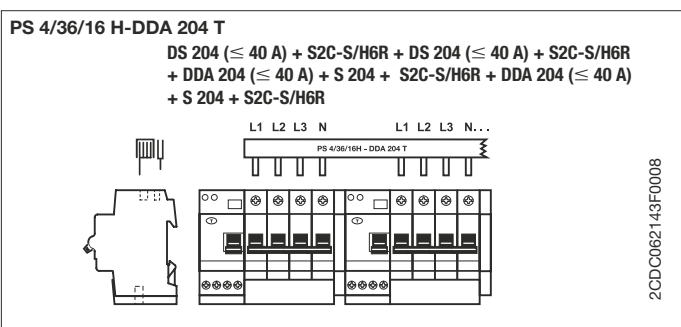 PS 4/36/16 H-DDA 204 T
DS 204 (≤ 40 A) + S2C-S/H6R + DS 204 (≤ 40 A) + S2C-S/H6R
+ DDA 204 (≤ 40 A) + S 204 + S2C-S/H6R + DDA 204 (≤ 40 A)
+ S 204 + S2C-S/H6R
L1 L2 L3 N L1 L2 L3 N...
PS 4/36/16H - DDA 204 T
2CDC062143F0008